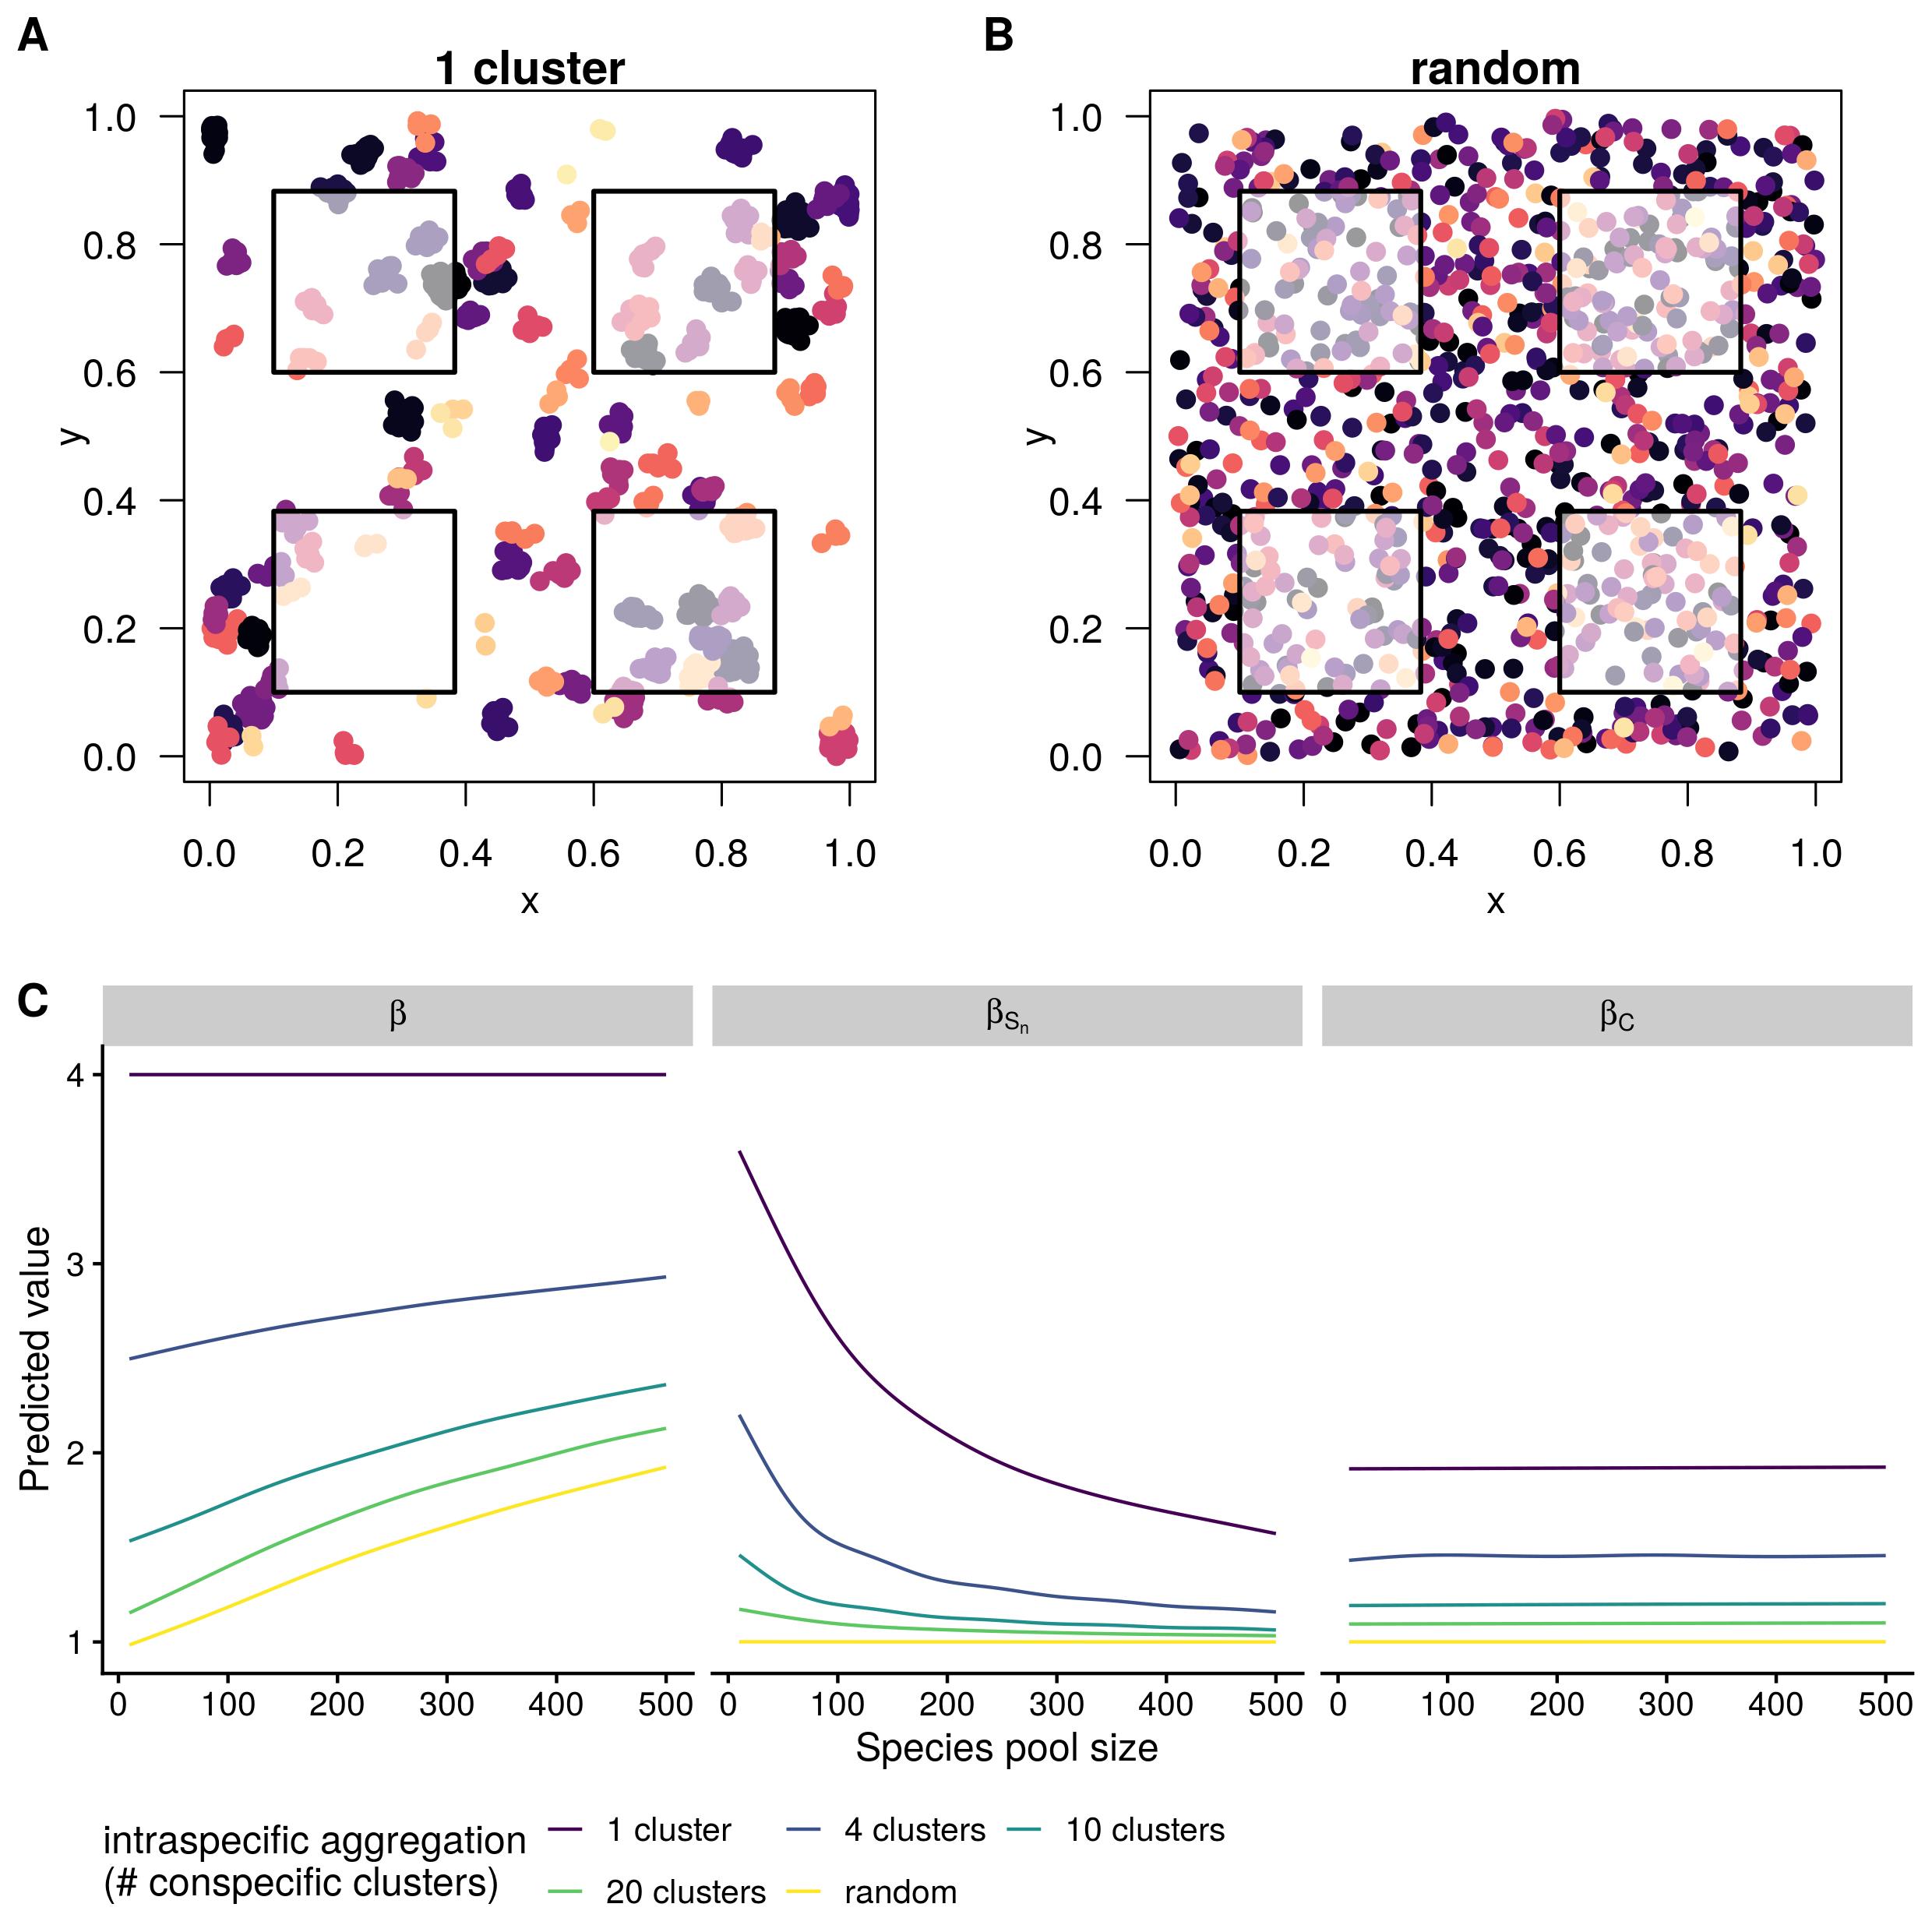 A
1 cluster
1.0
0.8
0.6
0.4
0.2
0.0
y
0.0 0.2 0.4 0.6 0.8 1.0
x
B
random
1.0
0.8
0.6
0.4
0.2
0.0
y
0.0 0.2 0.4 0.6 0.8 1.0
x
C
β βSn βC
Predicted value
4
3
2
1
0 100 200 300 400 500 0 100 200 300 400 500 0 100 200 300 400 500
Species pool size
intraspecific aggregation
(# conspecific clusters)
1 cluster 4 clusters 10 clusters
20 clusters random